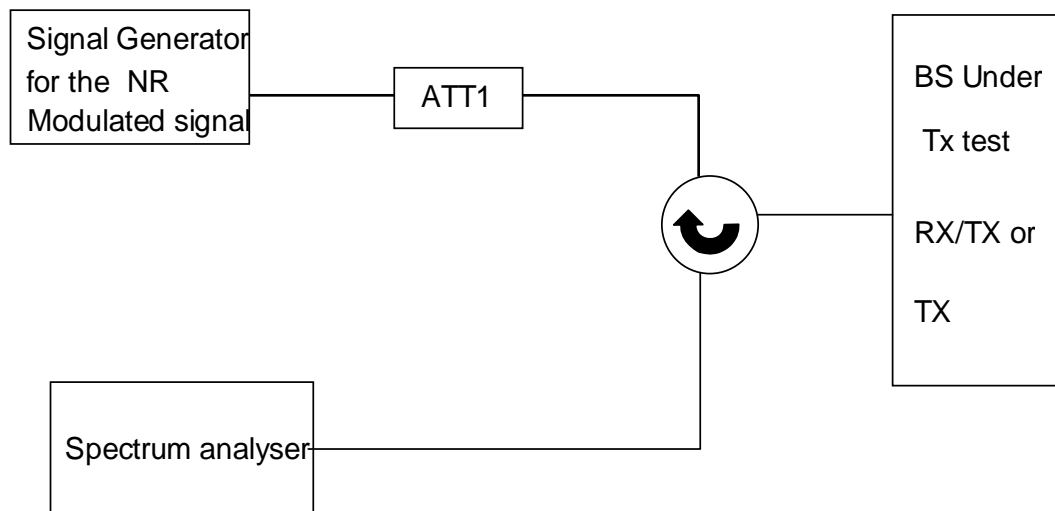 Signal Generator
for the NR
Modulated signal
ATT1
BS Under
Tx test
RX/TX or
TX
Spectrum analyser